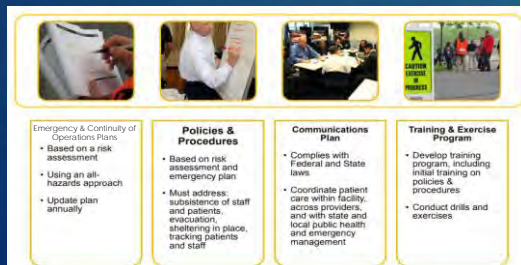 CAUTION
EXERCISE
IN
PROGRESS
Emergency & Continuity of
Operations Plans
• Based on a risk
assessment
• Using an all-
hazards approach
• Update plan
annually
Policies &
Procedures
• Based on risk
assessment and
emergency plan
• Must address:
subsistence of staff
and patients,
evacuation,
sheltering in place,
tracking patients
and staff
Communications
Plan
• Complies with
Federal and State
laws
• Coordinate patient
care within facility,
across providers,
and with state and
local public health
and emergency
management
Training & Exercise
Program
• Develop training
program, including
initial training on
policies &
procedures
• Conduct drills and
exercises